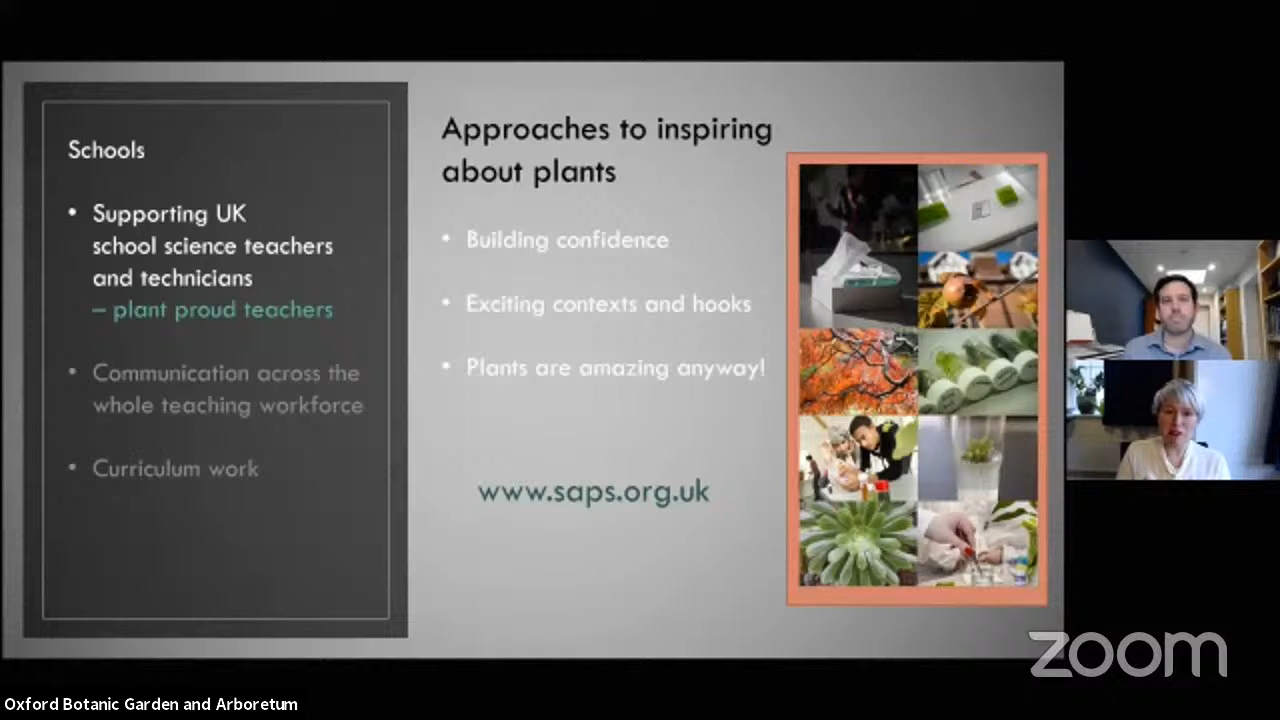 Schools
• Supporting UK
school science teachers
and technicians
– plant proud teachers
• Communication across the
whole teaching workforce
• Curriculum work
Approaches to inspiring
about plants
• Building confidence
• Exciting contexts and hooks
• Plants are amazing anyway!
www.saps.org.uk
zoom
Oxford Botanic Garden and Arboretum